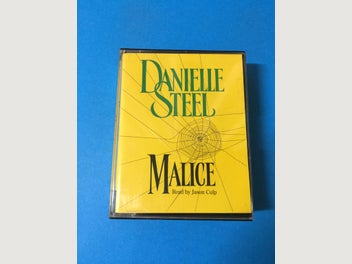 DANIELLE
STEEL
MALICE
Read by Jason Culp